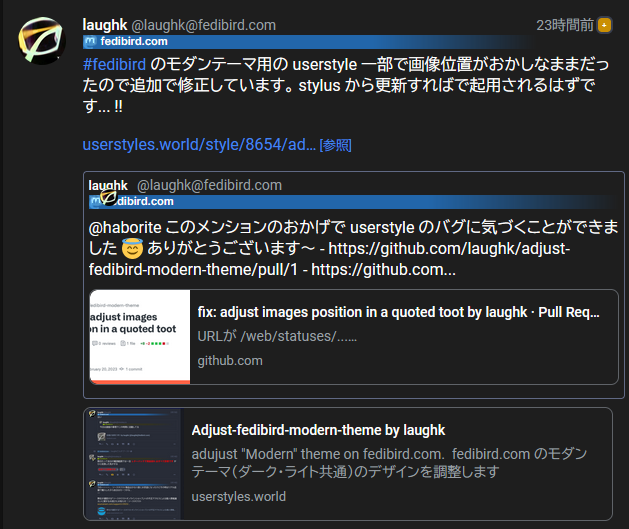 laughk @laughk@fedibird.com 23時間前
fedibird.com
#fedibird のモダンテーマ用の userstyle 一部で画像位置がおかしなままだっ
たので追加で修正しています。stylus から更新すればで起用されるはずで
す... !!
userstyles.world/style/8654/ad... [参照]
laughk @laughk@fedibird.com
fedibird.com
@haborite このメンションのおかげで userstyle のバグに気づくことができま
した 😇 ありがとうございます〜 - https://github.com/laughk/adjust-
fedibird-modern-theme/pull/1 - https://github.com...
fedibird-modern-theme
adjust images
on in a quoted toot
fix: adjust images position in a quoted toot by laughk · Pull Req...
URLが /web/statuses/......
github.com
Adjust-fedibird-modern-theme by laughk
adujust "Modern" theme on fedibird.com. fedibird.com のモダン
テーマ（ダーク・ライト共通）のデザインを調整します
userstyles.world